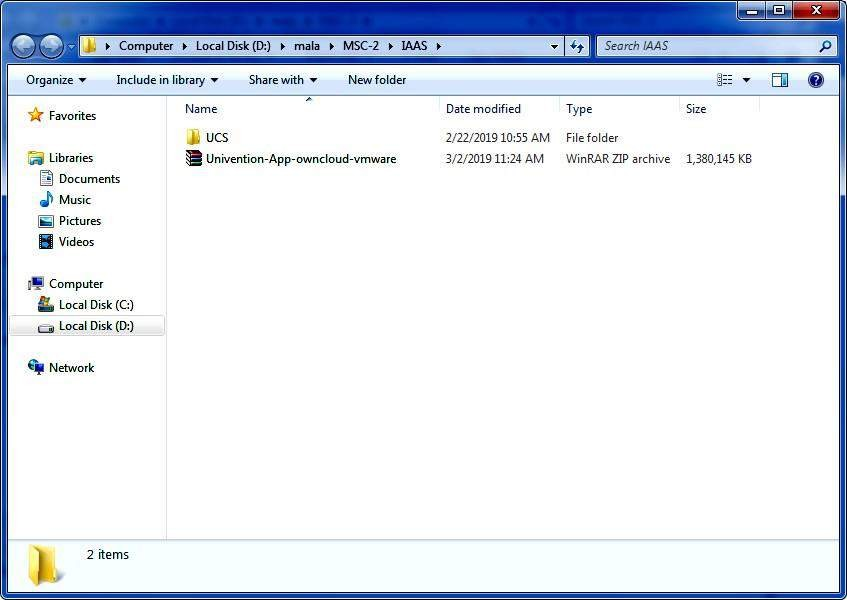 Computer Local Disk (D:) mala MSC-2 IAAS Search IAAS
Organize Include in library Share with New folder
Favorites
Libraries
Documents
Music
Pictures
Videos
Computer
Local Disk (C:)
Local Disk (D:)
Network
Name Date modified Type Size
UCS 2/22/2019 10:55 AM File folder
Univention-App-owncloud-vmware 3/2/2019 11:24 AM WinRAR ZIP archive 1,380,145 KB
2 items